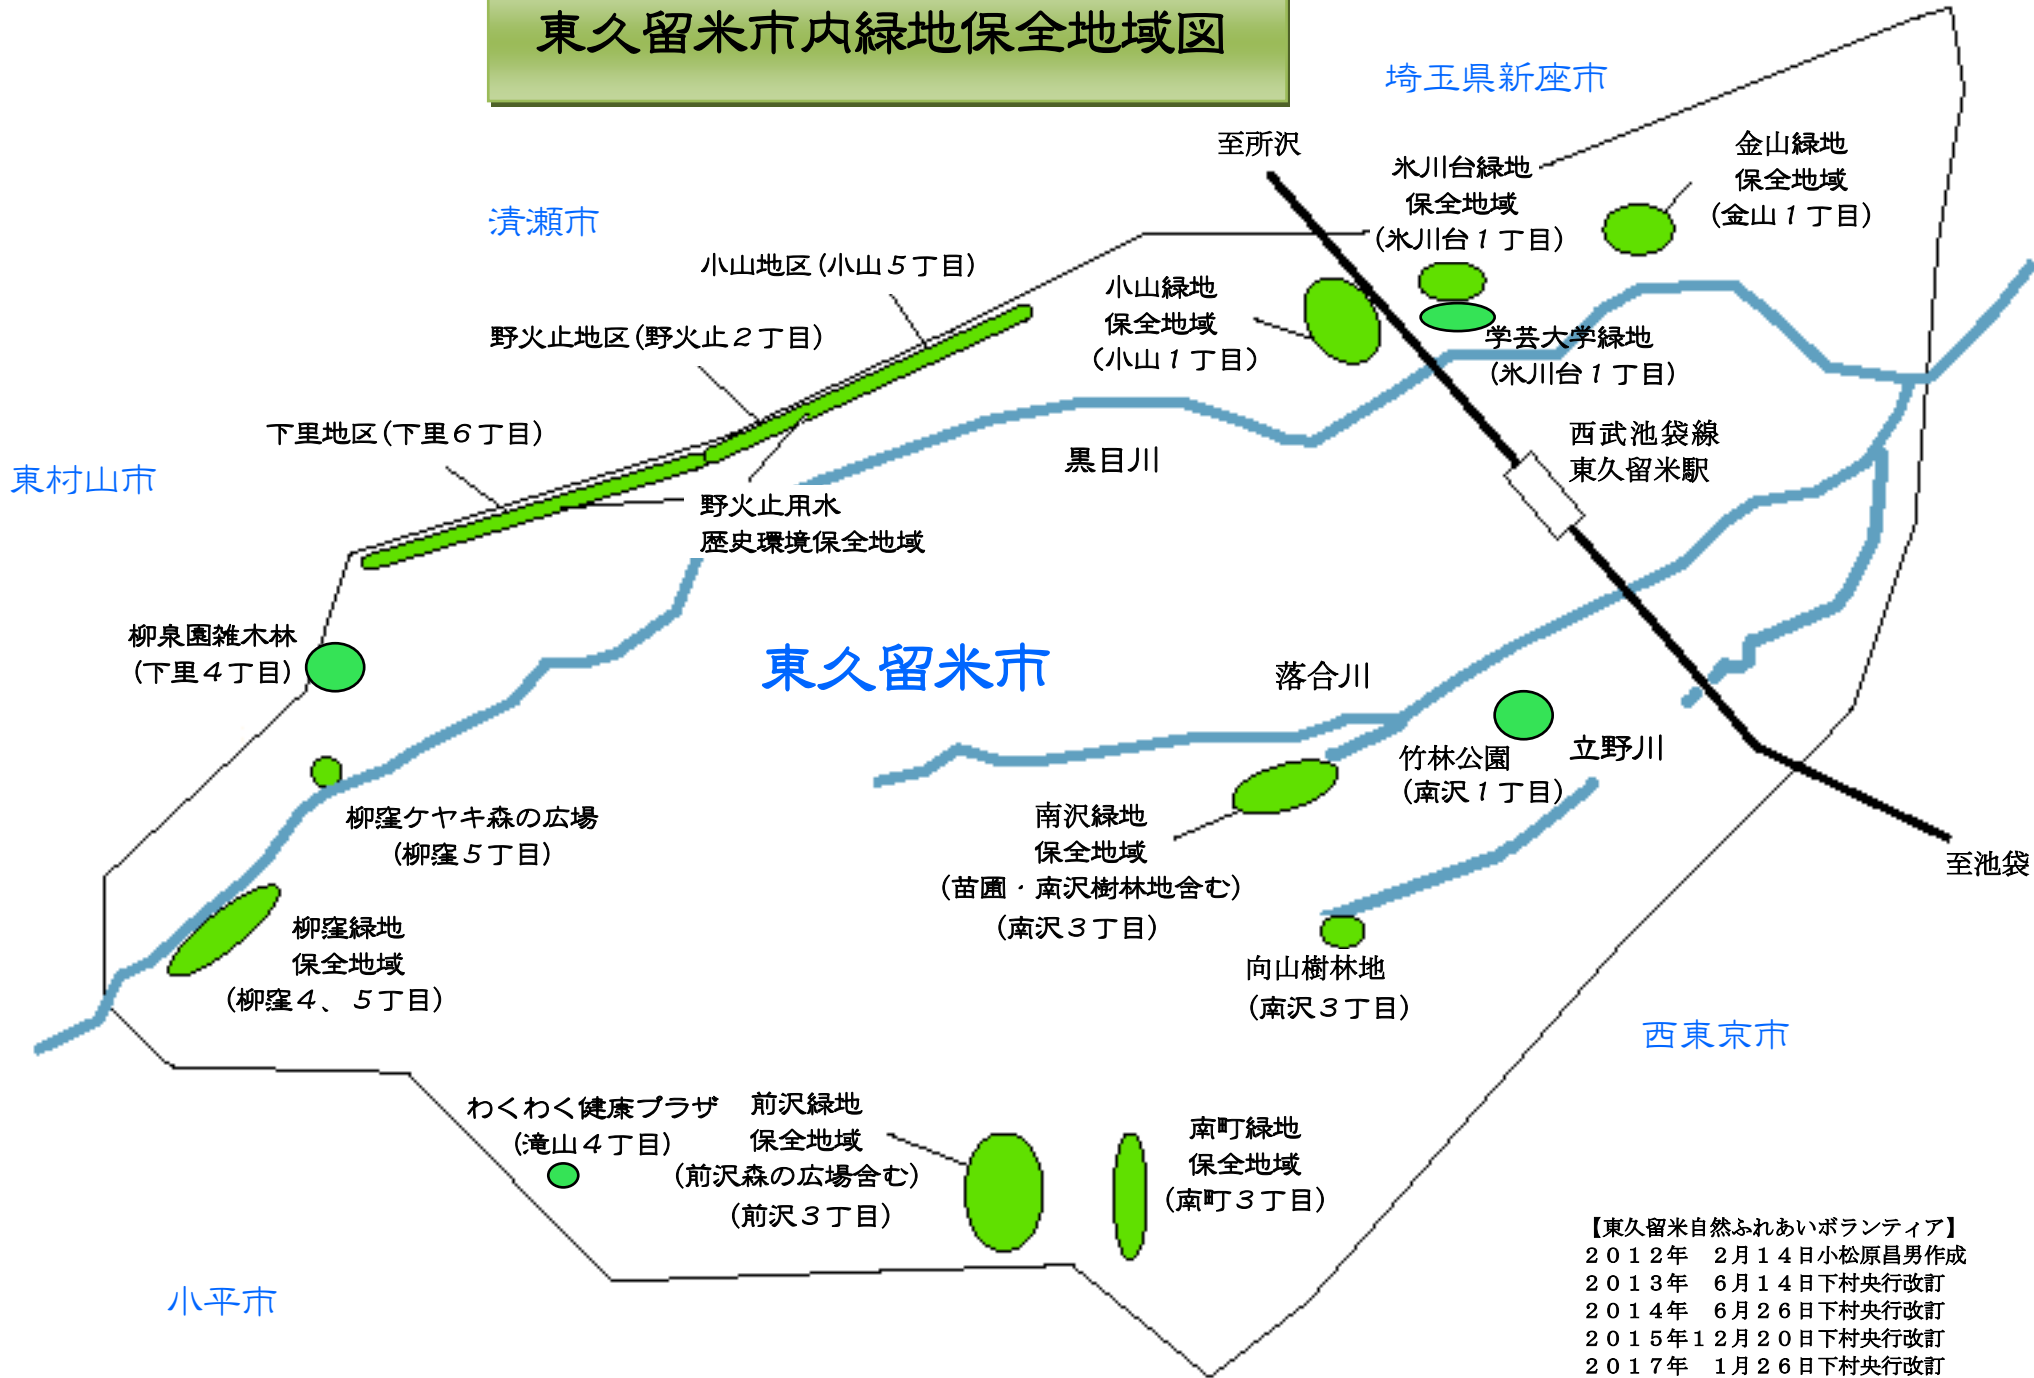 東久留米市内緑地保全地域図
埼玉県新座市
至所沢
氷川台緑地
保全地域
(氷川台1丁目)
金山緑地
保全地域
(金山1丁目)
清瀬市
小山地区(小山5丁目)
小山緑地
保全地域
(小山1丁目)
野火止地区(野火止2丁目)
学芸大学緑地
(氷川台1丁目)
下里地区(下里6丁目)
東村山市
黒目川
西武池袋線
東久留米駅
野火止用水
歴史環境保全地域
柳泉園雑木林
(下里4丁目)
東久留米市
落合川
立野川
竹林公園
(南沢1丁目)
柳窪ケヤキ森の広場
(柳窪5丁目)
南沢緑地
保全地域
(苗圃・南沢樹林地含む)
(南沢3丁目)
至池袋
柳窪緑地
保全地域
(柳窪4、5丁目)
向山樹林地
(南沢3丁目)
西東京市
わくわく健康プラザ
(滝山4丁目)
前沢緑地
保全地域
(前沢森の広場含む)
(前沢3丁目)
南町緑地
保全地域
(南町3丁目)
小平市
【東久留米自然ふれあいボランティア】
2012年 2月14日小松原昌男作成
2013年 6月14日下村央行改訂
2014年 6月26日下村央行改訂
2015年12月20日下村央行改訂
2017年 1月26日下村央行改訂